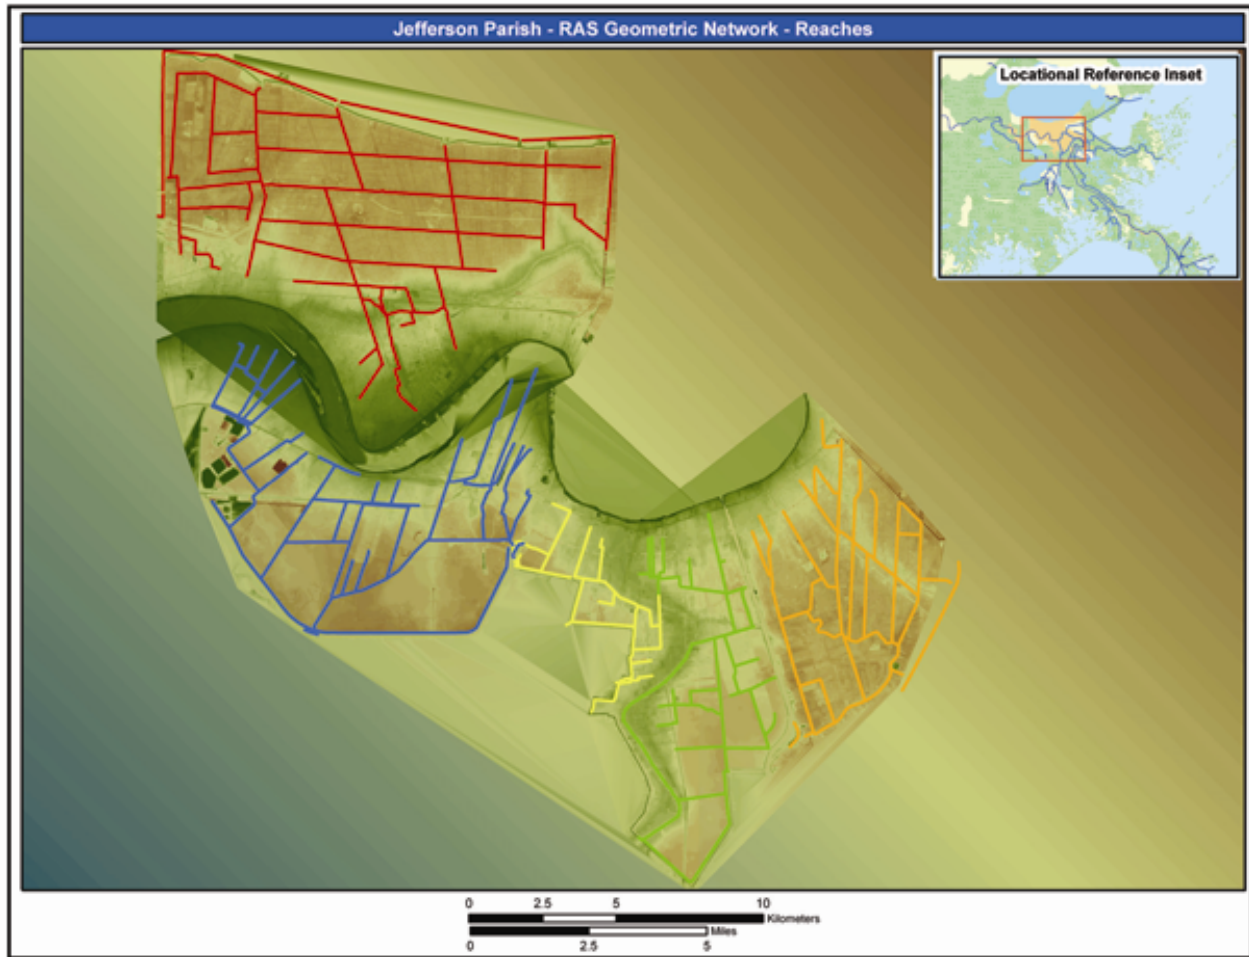 Jefferson Parish - RAS Geometric Network - Reaches
Locational Reference Inset
0 2.5 5 10
Kilometers
Miles
0 2.5 5